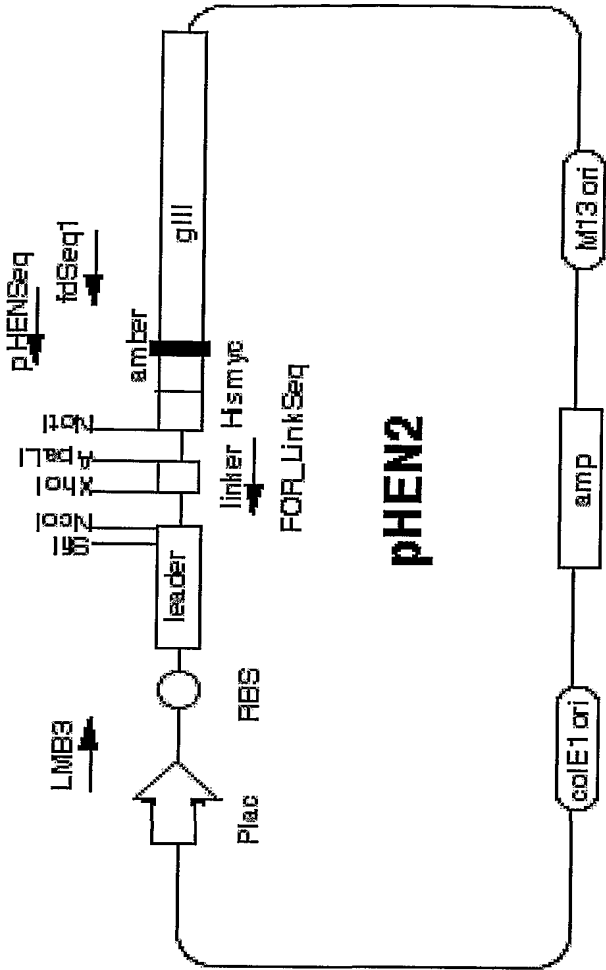 LMB3
pHENSeq
fdSeq1
SfiI
NcoI
XhoI
ApaLI
NotI
amber
Plac
RBS
leader
linker
Hismyc
gIII
FOR_LinkSeq
pHEN2
colE1 ori
amp
M13 ori